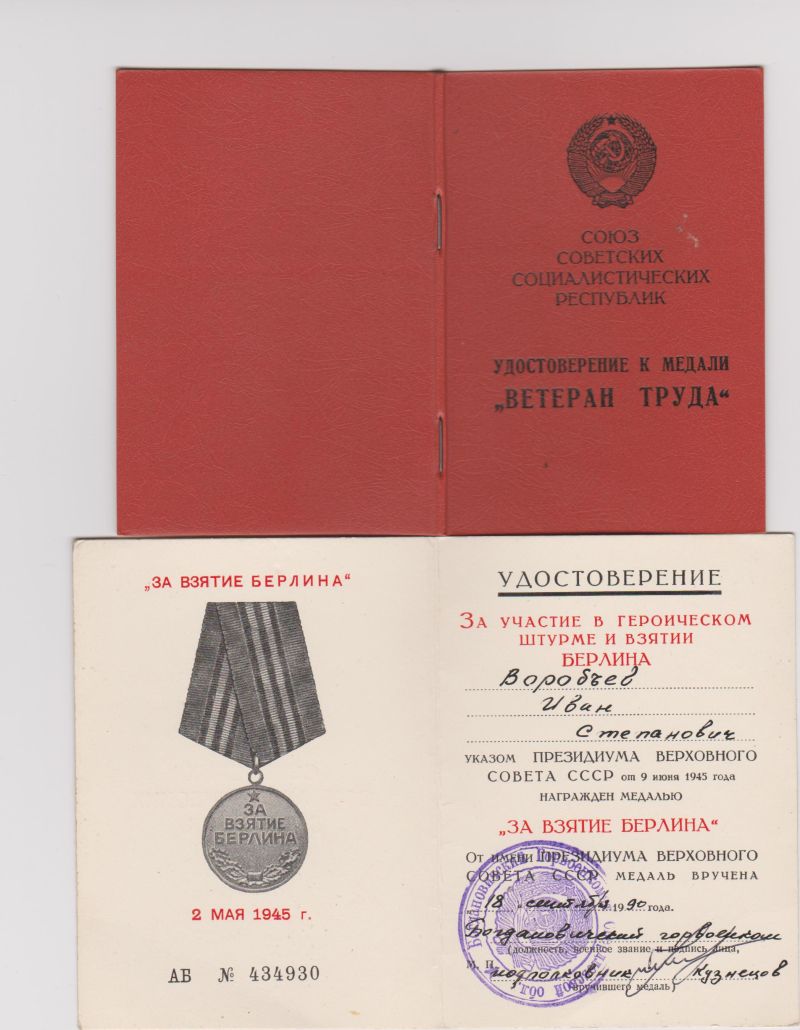 СОЮЗ
СОВЕТСКИХ
СОЦИАЛИСТИЧЕСКИХ
РЕСПУБЛИК
УДОСТОВЕРЕНИЕ К МЕДАЛИ
„ВЕТЕРАН ТРУДА“
„ЗА ВЗЯТИЕ БЕРЛИНА“
ЗА
ВЗЯТИЕ
БЕРЛИНА
2 МАЯ 1945 г.
АБ № 434930
УДОСТОВЕРЕНИЕ
ЗА УЧАСТИЕ В ГЕРОИЧЕСКОМ
ШТУРМЕ И ВЗЯТИИ
БЕРЛИНА
Воробьев
Иван
Степанович
УКАЗОМ ПРЕЗИДИУМА ВЕРХОВНОГО
СОВЕТА СССР от 9 июня 1945 года
НАГРАЖДЕН МЕДАЛЬЮ
„ЗА ВЗЯТИЕ БЕРЛИНА“
От имени ПРЕЗИДИУМА ВЕРХОВНОГО
СОВЕТА СССР МЕДАЛЬ ВРУЧЕНА
„18“ сентября 1990 года.
Богдановичский горвоенком
(должность, военное звание и подпись лица,
М. П. подполковник Кузнецов
вручившего медаль)